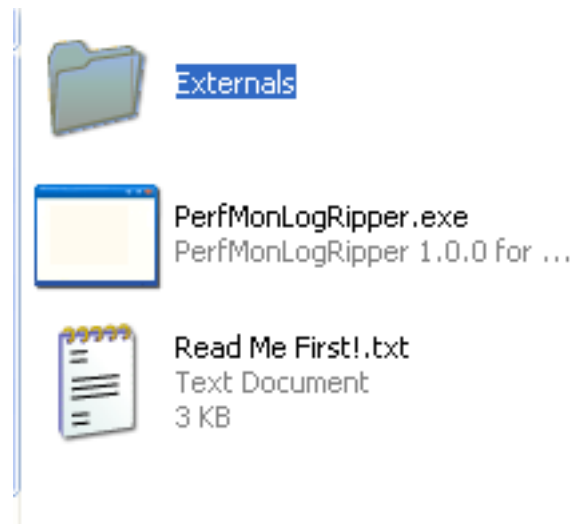 Externals
PerfMonLogRipper.exe
PerfMonLogRipper 1.0.0 for ...
Read Me First!.txt
Text Document
3 KB